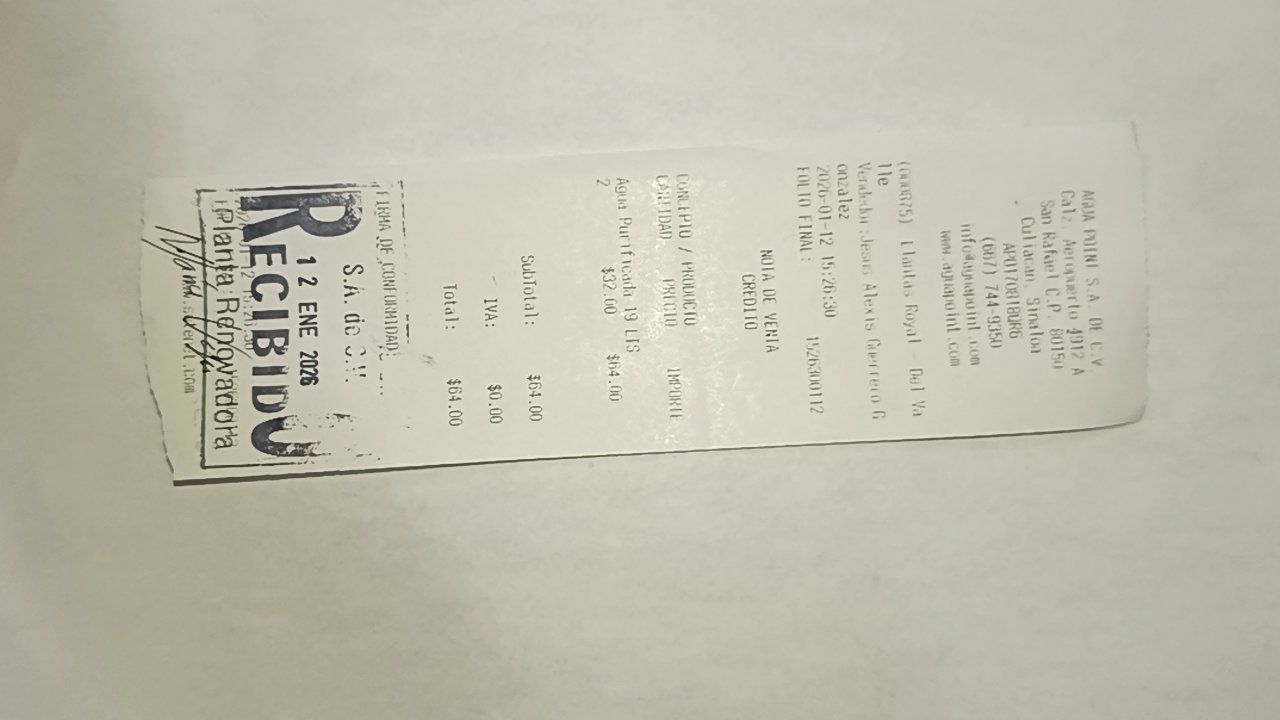 AGUA POINT S.A. DE C.V
Calz. Aeropuerto 4912 A
San Rafael C.P. 80150
Culiacan, Sinaloa
(667) 744-9350
info@aguapoint.com
www.aguapoint.com
(000875) Llantas Royal - Del Va
lle
Vendedor:Jesus Alexis Guerrero G
onzalez
2026-01-12 15:26:30
FOLIO FINAL: 1526300112
NOTA DE VENTA
CREDITO
CONCEPTO / PRODUCTO
CANTIDAD PRECIO IMPORTE
Agua Purificada 19 LTS
2 $32.00 $64.00
SubTotal: $64.00
- IVA: $0.00
Total: $64.00
FIRMA DE CONFORMIDAD:
S.A. de C.V.
12 ENE 2026
RECIBIDO
Planta Renovadora